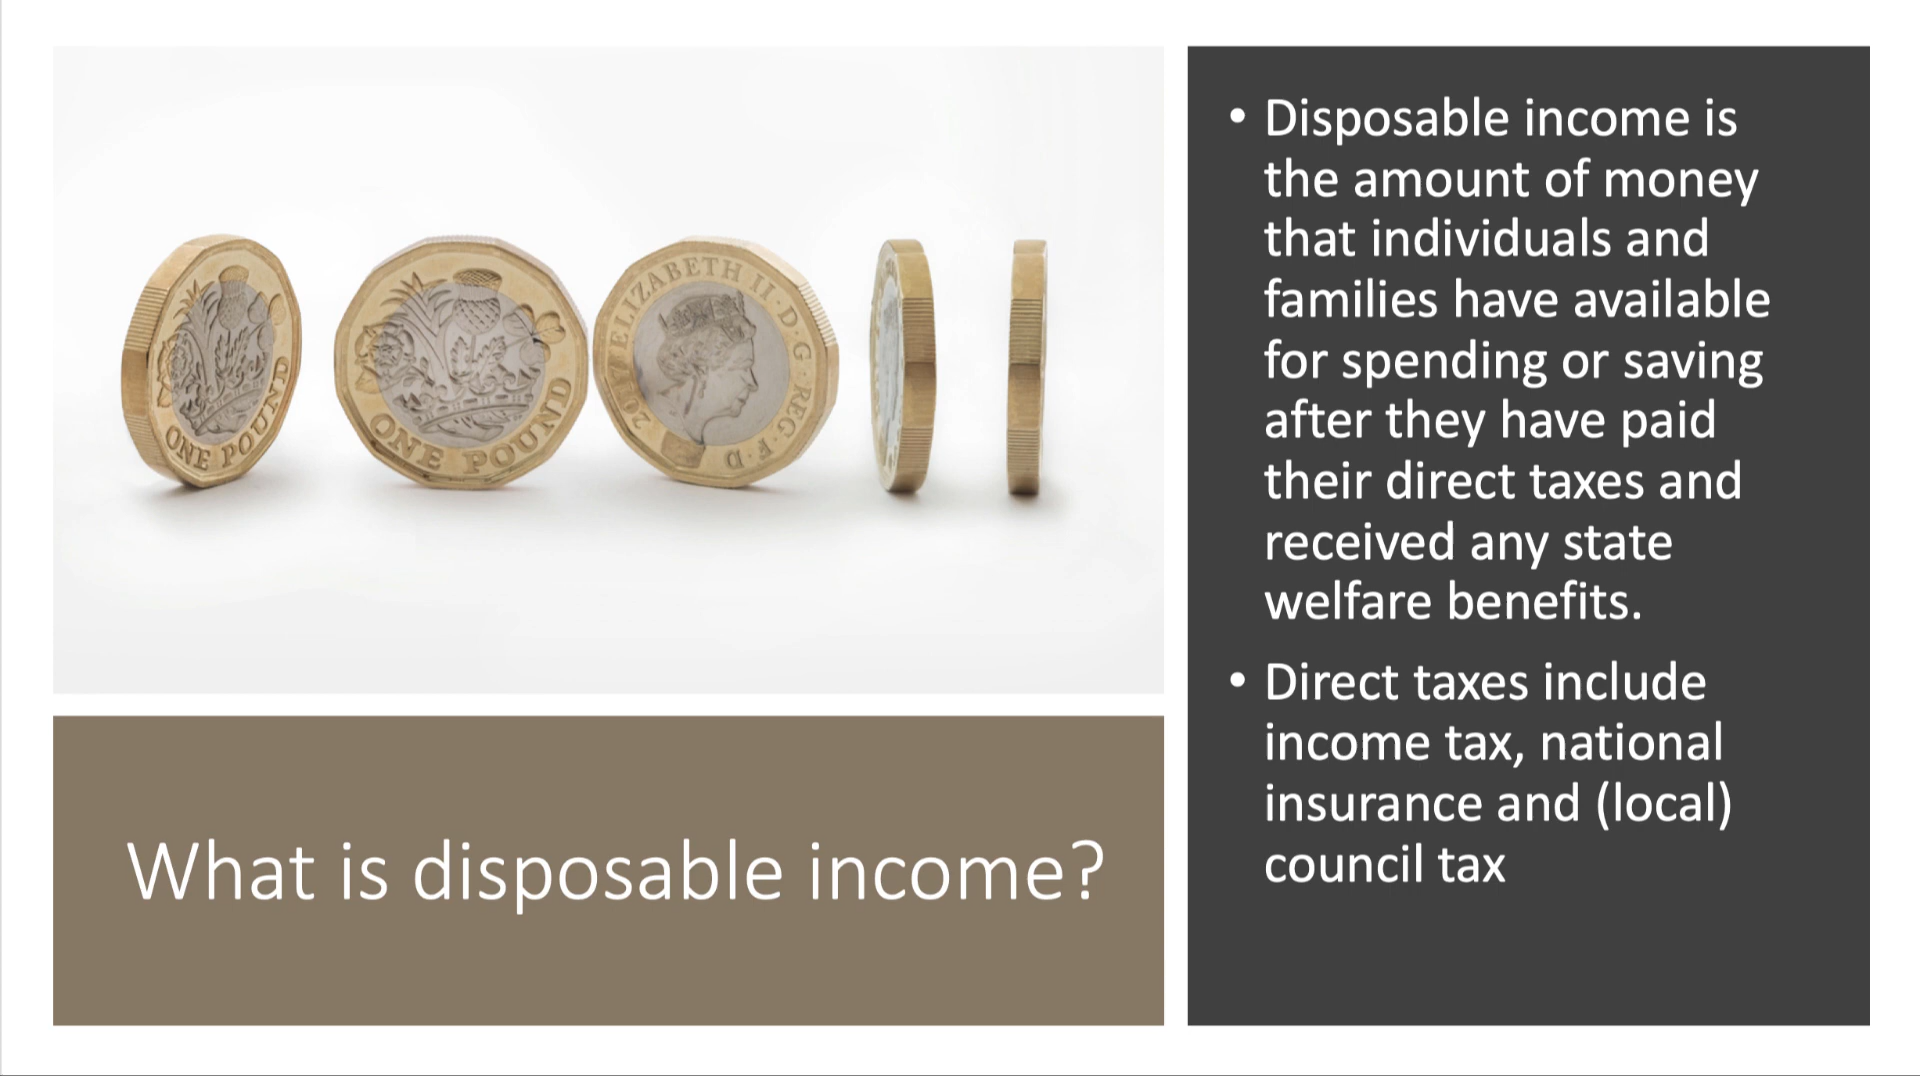 ONE POUND
ONE POUND
2017 ELIZABETH II · D · G · REG · F · D
What is disposable income?
• Disposable income is
the amount of money
that individuals and
families have available
for spending or saving
after they have paid
their direct taxes and
received any state
welfare benefits.
• Direct taxes include
income tax, national
insurance and (local)
council tax